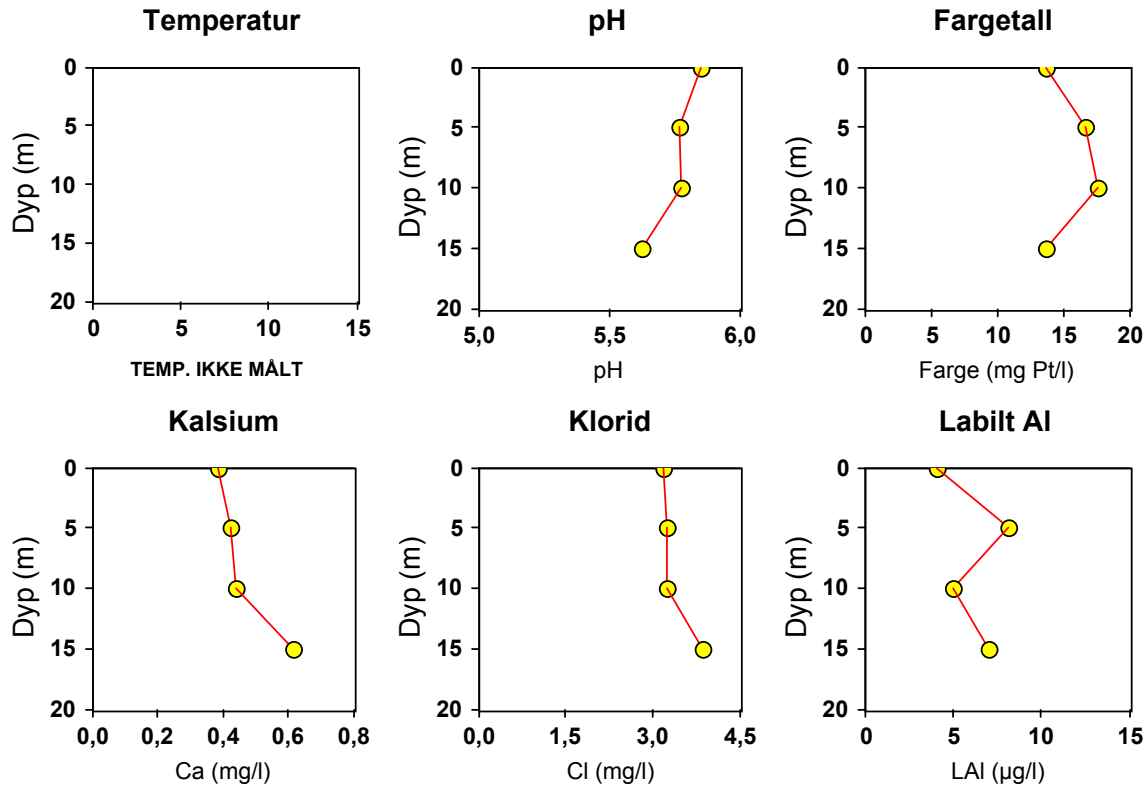 Temperatur
Dyp (m)
0
5
10
15
20
0 5 10 15
TEMP. IKKE MÅLT
pH
Dyp (m)
0
5
10
15
20
5,0 5,5 6,0
pH
Fargetall
Dyp (m)
0
5
10
15
20
0 5 10 15 20
Farge (mg Pt/l)
Kalsium
Dyp (m)
0
5
10
15
20
0,0 0,2 0,4 0,6 0,8
Ca (mg/l)
Klorid
Dyp (m)
0
5
10
15
20
0,0 1,5 3,0 4,5
Cl (mg/l)
Labilt Al
Dyp (m)
0
5
10
15
20
0 5 10 15
LAl (µg/l)